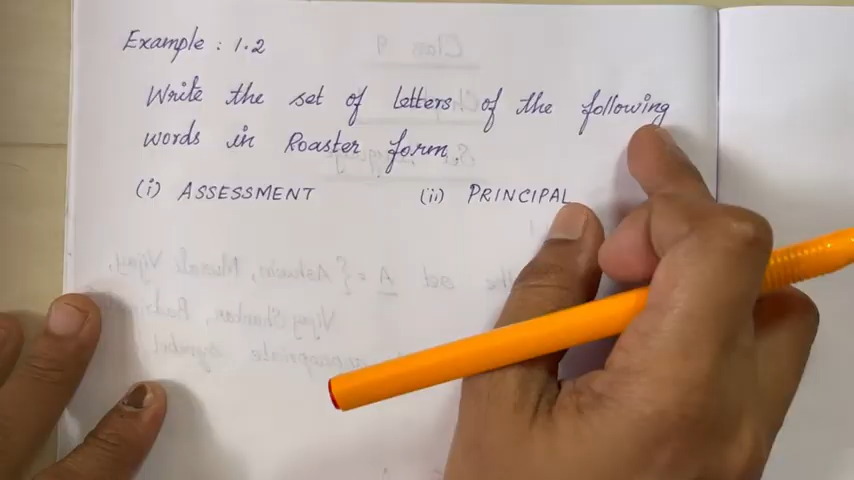 Example : 1.2
Write the set of letters of the following
words in Roaster form.
(i) ASSESSMENT (ii) PRINCIPAL